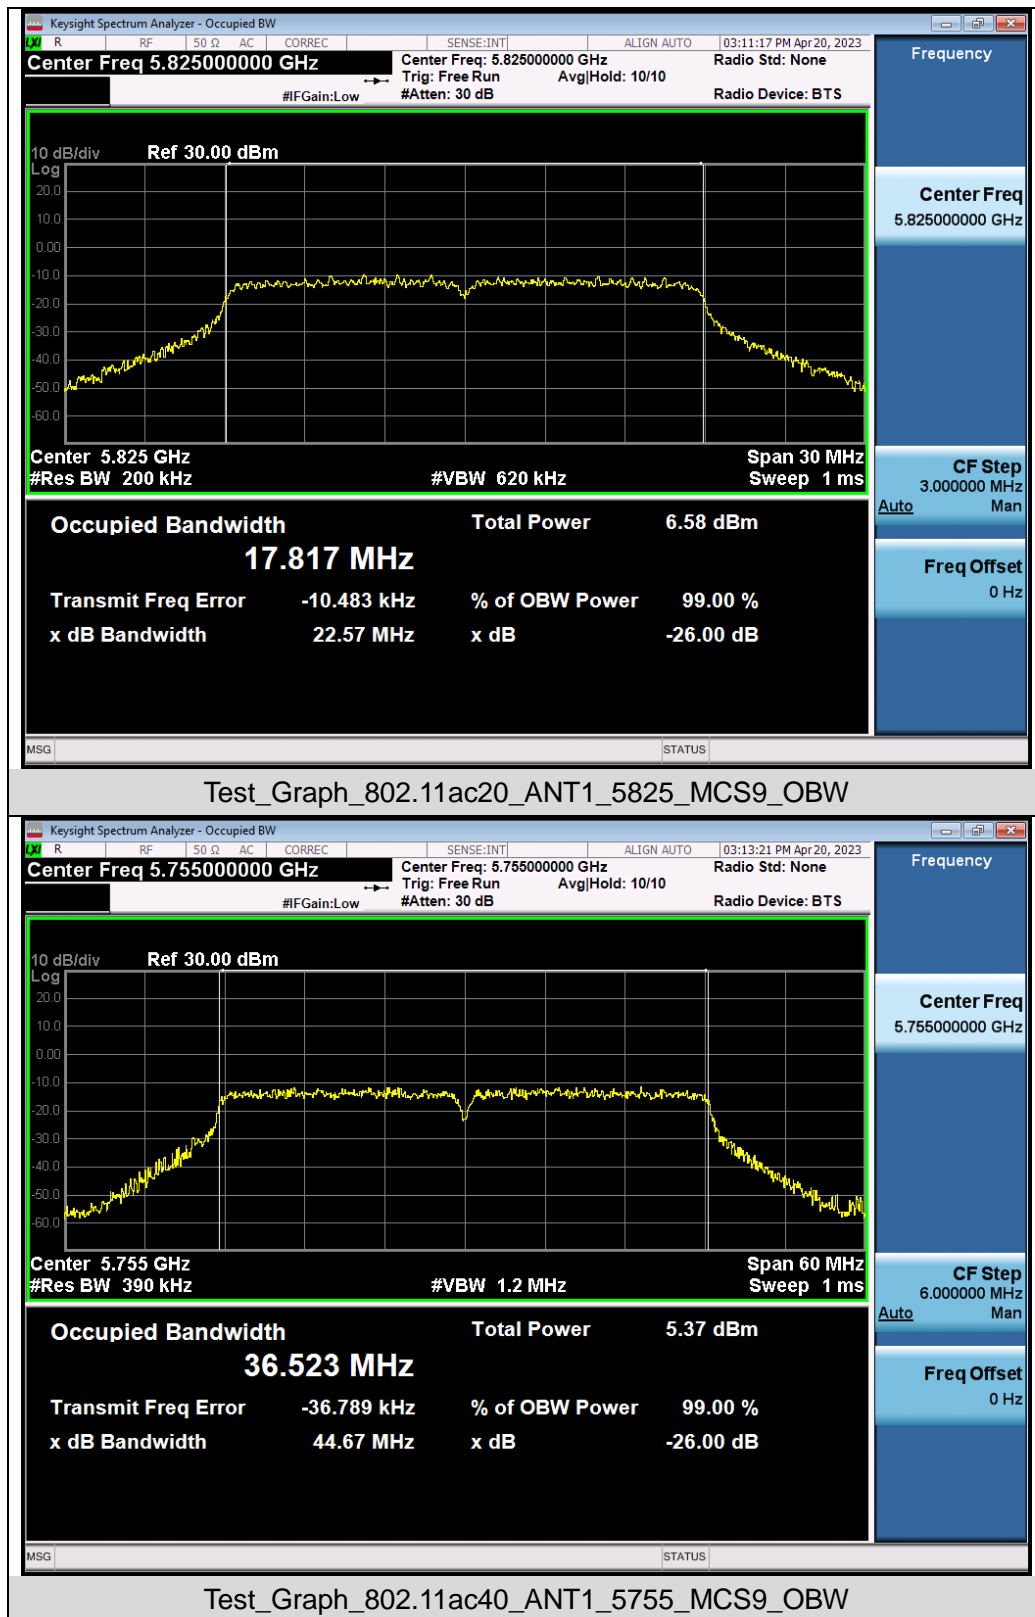 Keysight Spectrum Analyzer - Occupied BW
LXI R RF 50 Ω AC CORREC SENSE:INT ALIGN AUTO 03:11:17 PM Apr 20, 2023
Center Freq 5.825000000 GHz
Center Freq: 5.825000000 GHz Radio Std: None
Trig: Free Run Avg|Hold: 10/10
#IFGain:Low #Atten: 30 dB Radio Device: BTS
Frequency
10 dB/div Ref 30.00 dBm
Log
20.0
10.0
0.00
-10.0
-20.0
-30.0
-40.0
-50.0
-60.0
Center 5.825 GHz Span 30 MHz
#Res BW 200 kHz #VBW 620 kHz Sweep 1 ms
Center Freq
5.825000000 GHz
CF Step
3.000000 MHz
Auto Man
Freq Offset
0 Hz
Occupied Bandwidth Total Power 6.58 dBm
17.817 MHz
Transmit Freq Error -10.483 kHz % of OBW Power 99.00 %
x dB Bandwidth 22.57 MHz x dB -26.00 dB
MSG STATUS
Test_Graph_802.11ac20_ANT1_5825_MCS9_OBW
Keysight Spectrum Analyzer - Occupied BW
LXI R RF 50 Ω AC CORREC SENSE:INT ALIGN AUTO 03:13:21 PM Apr 20, 2023
Center Freq 5.755000000 GHz
Center Freq: 5.755000000 GHz Radio Std: None
Trig: Free Run Avg|Hold: 10/10
#IFGain:Low #Atten: 30 dB Radio Device: BTS
Frequency
10 dB/div Ref 30.00 dBm
Log
20.0
10.0
0.00
-10.0
-20.0
-30.0
-40.0
-50.0
-60.0
Center 5.755 GHz Span 60 MHz
#Res BW 390 kHz #VBW 1.2 MHz Sweep 1 ms
Center Freq
5.755000000 GHz
CF Step
6.000000 MHz
Auto Man
Freq Offset
0 Hz
Occupied Bandwidth Total Power 5.37 dBm
36.523 MHz
Transmit Freq Error -36.789 kHz % of OBW Power 99.00 %
x dB Bandwidth 44.67 MHz x dB -26.00 dB
MSG STATUS
Test_Graph_802.11ac40_ANT1_5755_MCS9_OBW